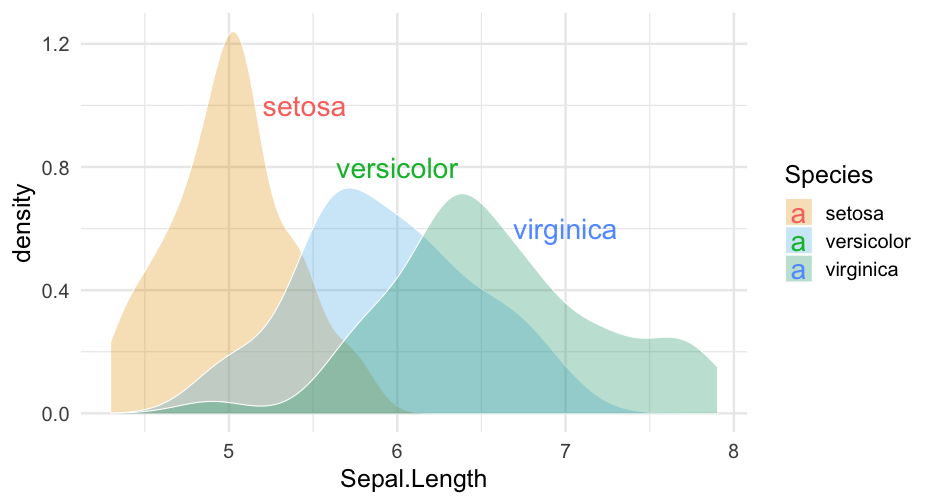 1.2
0.8
0.4
0.0
density
setosa
versicolor
virginica
5
6
7
8
Sepal.Length
Species
a setosa
a versicolor
a virginica